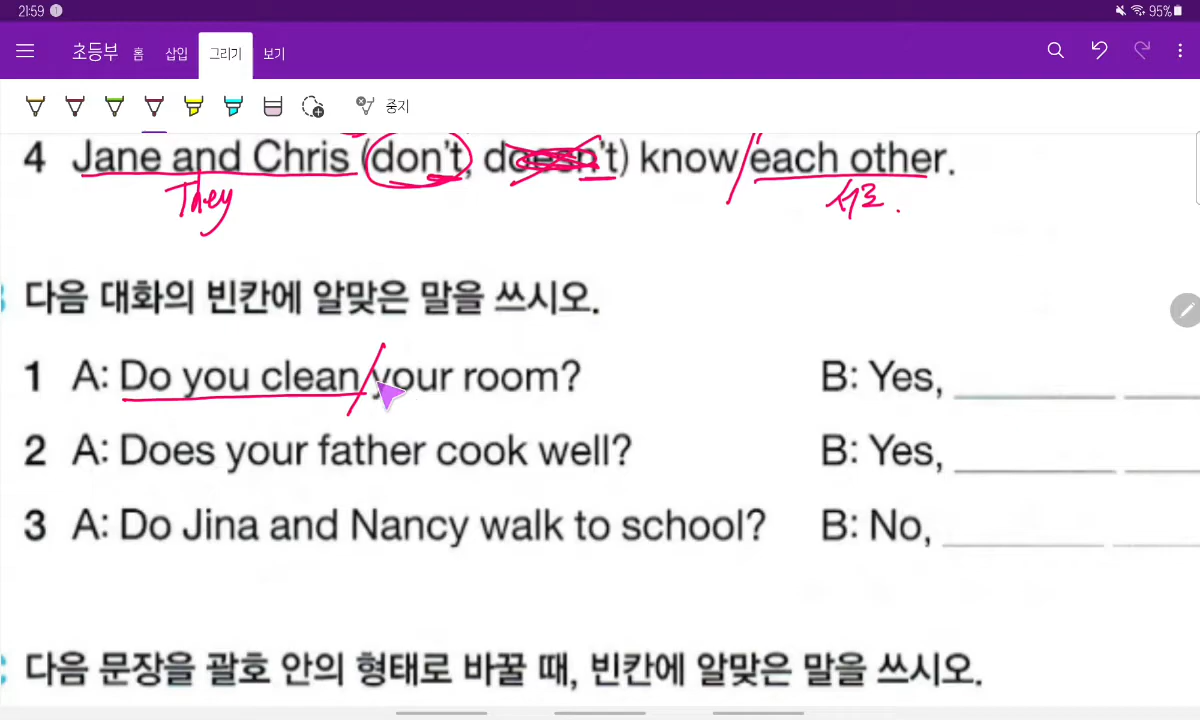 21:59 95%
초등부 홈 삽입 그리기 보기
중지
4 Jane and Chris (don't, doesn't) know each other.
They 서로.
다음 대화의 빈칸에 알맞은 말을 쓰시오.
1 A: Do you clean your room? B: Yes,
2 A: Does your father cook well? B: Yes,
3 A: Do Jina and Nancy walk to school? B: No,
다음 문장을 괄호 안의 형태로 바꿀 때, 빈칸에 알맞은 말을 쓰시오.